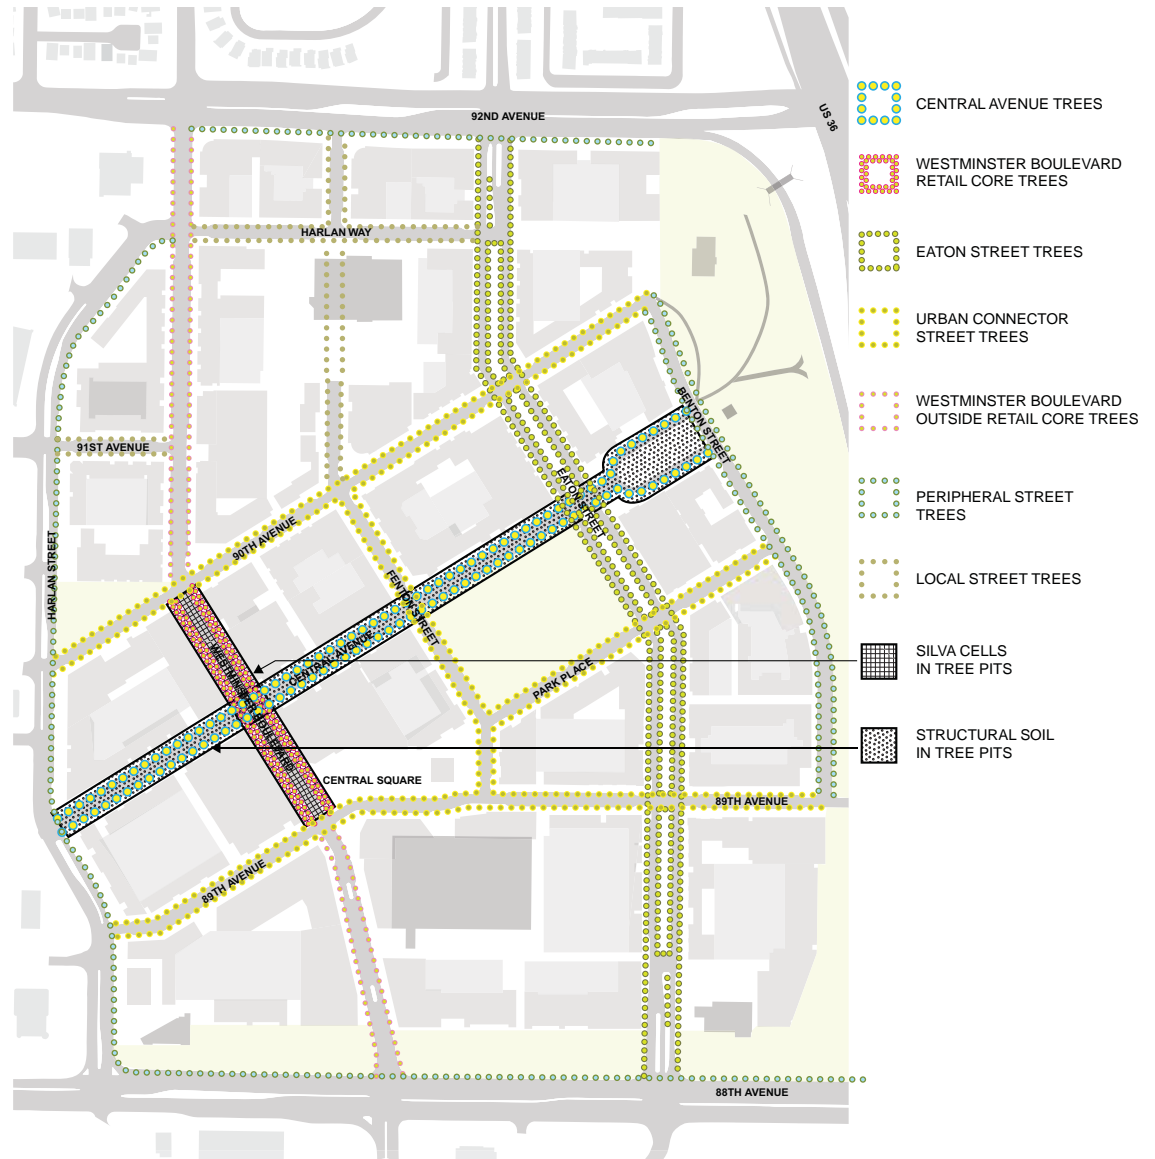 92ND AVENUE
US 36
HARLAN WAY
91ST AVENUE
HARLAN STREET
90TH AVENUE
BENTON STREET
EATON STREET
FENTON STREET
CENTRAL AVENUE
WESTMINSTER BOULEVARD
PARK PLACE
CENTRAL SQUARE
89TH AVENUE
89TH AVENUE
88TH AVENUE
CENTRAL AVENUE TREES
WESTMINSTER BOULEVARD
RETAIL CORE TREES
EATON STREET TREES
URBAN CONNECTOR
STREET TREES
WESTMINSTER BOULEVARD
OUTSIDE RETAIL CORE TREES
PERIPHERAL STREET
TREES
LOCAL STREET TREES
SILVA CELLS
IN TREE PITS
STRUCTURAL SOIL
IN TREE PITS